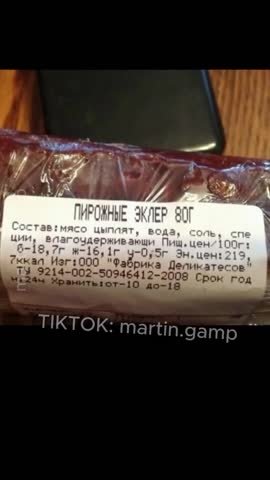 ПИРОЖНЫЕ ЭКЛЕР 80Г
Состав:мясо цыплят, вода, соль, спе
ции, влагоудерживающи Пищ.цен/100г:
б-18,7г ж-16,1г у-0,5г Эн.цен:219,
7ккал Изг:ООО "Фабрика Деликатесов"
ТУ 9214-002-50946412-2008 Срок год
н:24ч Хранить:от-10 до-18
TIKTOK: martin.gamp